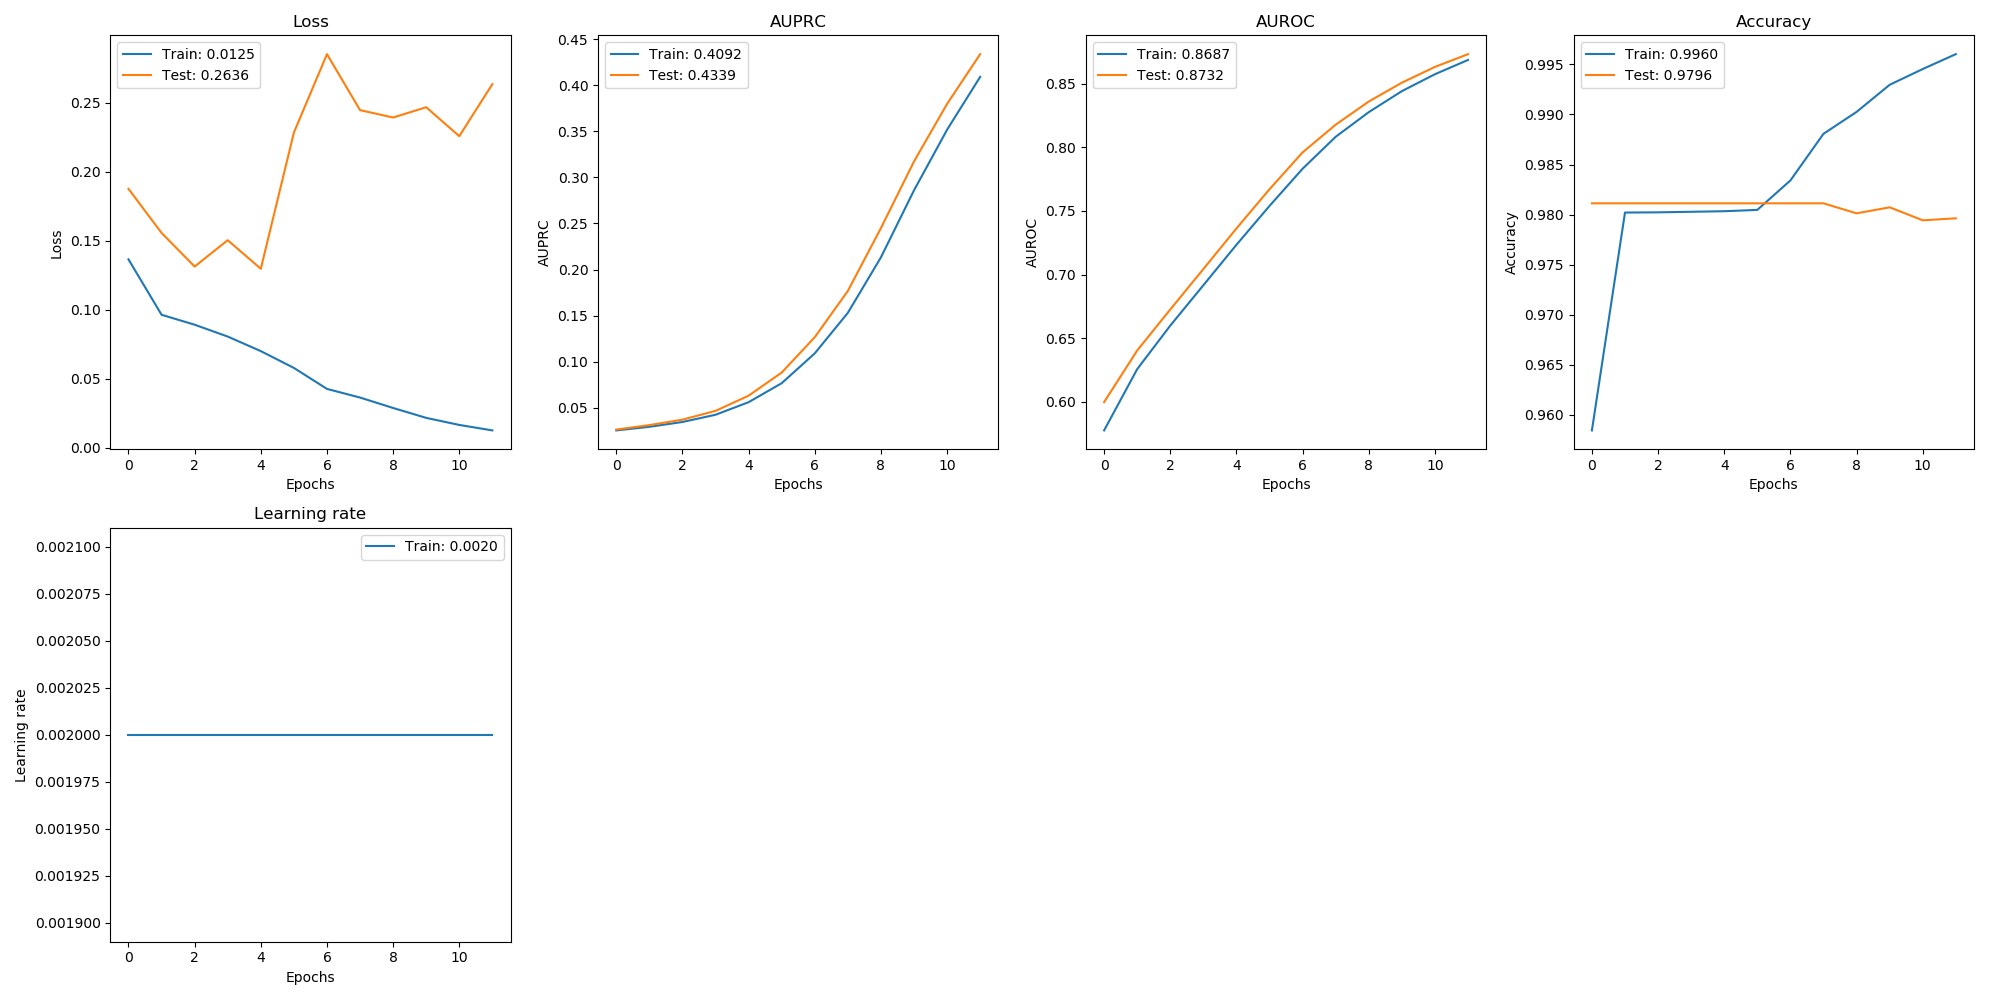 Loss
Train: 0.0125
Test: 0.2636
0.25
0.20
0.15
0.10
0.05
0.00
Loss
0 2 4 6 8 10
Epochs
AUPRC
Train: 0.4092
Test: 0.4339
0.45
0.40
0.35
0.30
0.25
0.20
0.15
0.10
0.05
AUPRC
0 2 4 6 8 10
Epochs
AUROC
Train: 0.8687
Test: 0.8732
0.85
0.80
0.75
0.70
0.65
0.60
AUROC
0 2 4 6 8 10
Epochs
Accuracy
Train: 0.9960
Test: 0.9796
0.995
0.990
0.985
0.980
0.975
0.970
0.965
0.960
Accuracy
0 2 4 6 8 10
Epochs
Learning rate
Train: 0.0020
0.002100
0.002075
0.002050
0.002025
0.002000
0.001975
0.001950
0.001925
0.001900
Learning rate
0 2 4 6 8 10
Epochs